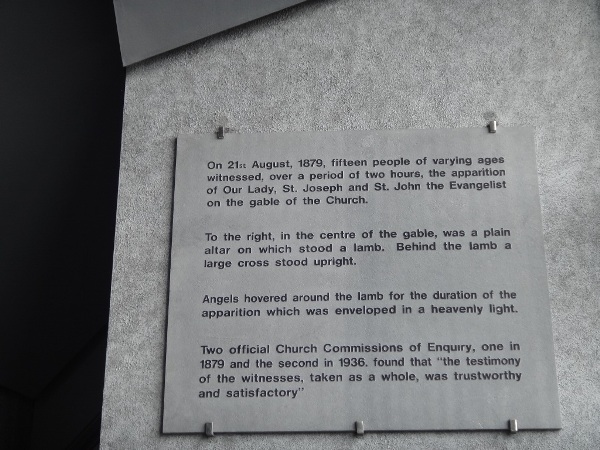 On 21st August, 1879, fifteen people of varying ages
witnessed, over a period of two hours, the apparition
of Our Lady, St. Joseph and St. John the Evangelist
on the gable of the Church.
To the right, in the centre of the gable, was a plain
altar on which stood a lamb. Behind the lamb a
large cross stood upright.
Angels hovered around the lamb for the duration of the
apparition which was enveloped in a heavenly light.
Two official Church Commissions of Enquiry, one in
1879 and the second in 1936. found that "the testimony
of the witnesses, taken as a whole, was trustworthy
and satisfactory"